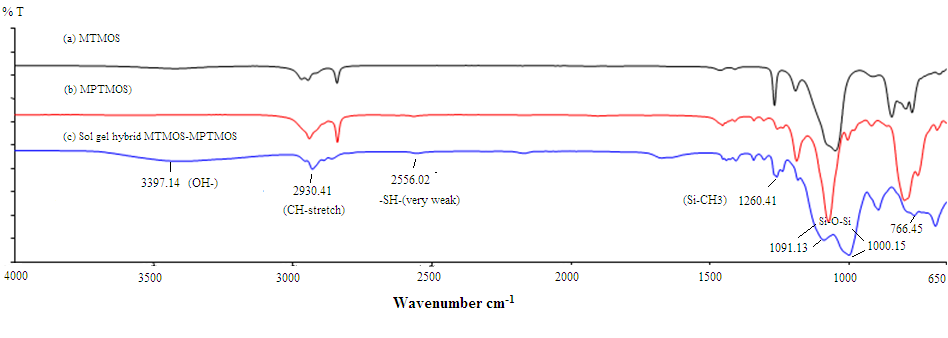 % T
(a) MTMOS
(b) MPTMOS)
(c) Sol gel hybrid MTMOS-MPTMOS
3397.14 (OH-)
2930.41
(CH-stretch)
2556.02
-SH-(very weak)
(Si-CH3) 1260.41
Si-O-Si
1091.13
1000.15
766.45
4000 3500 3000 2500 2000 1500 1000 650
Wavenumber cm-1